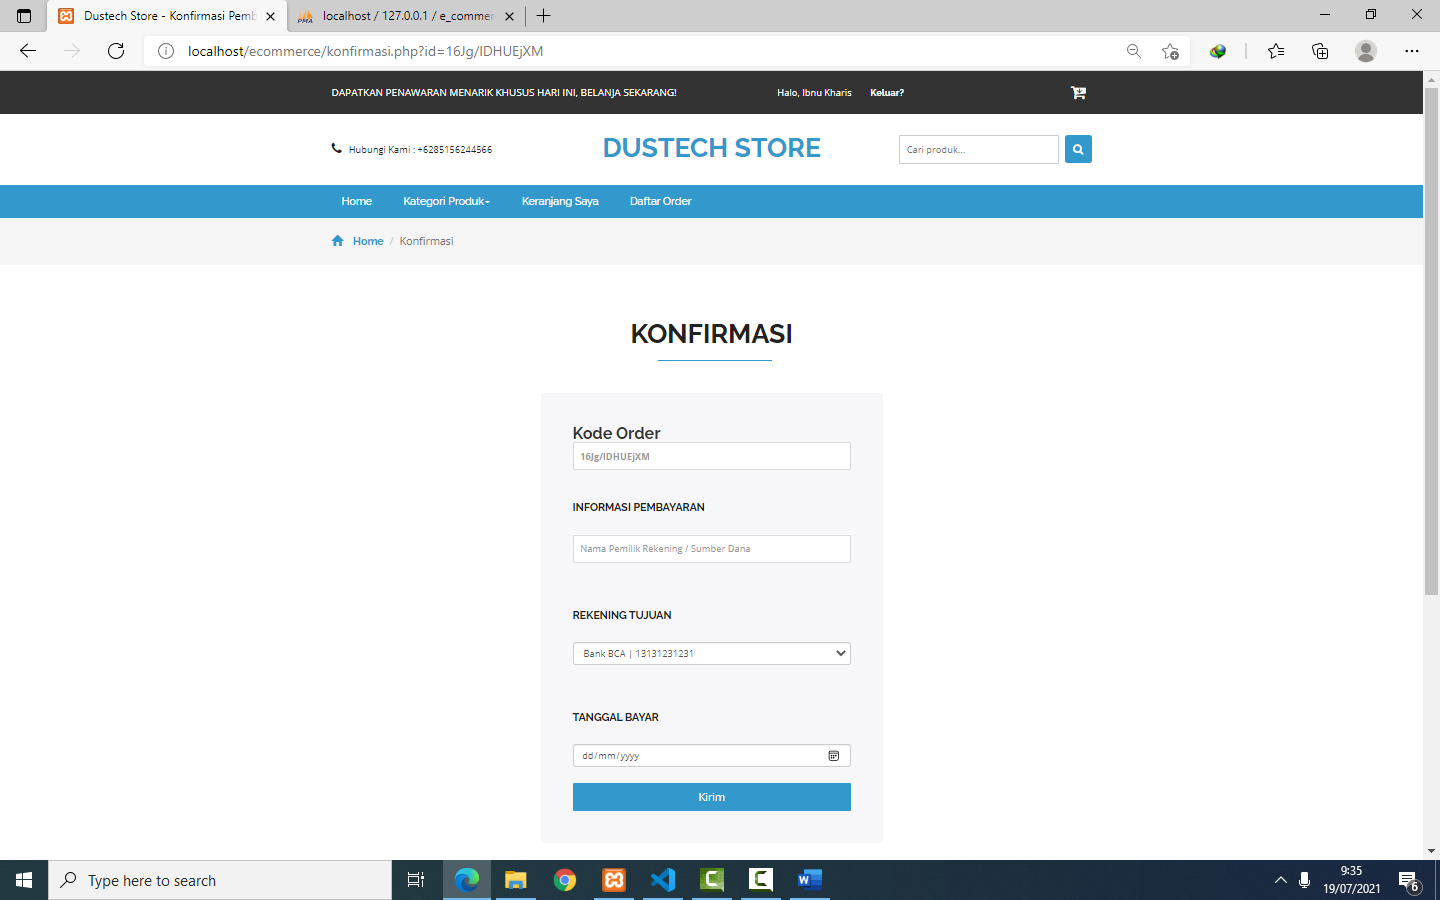 Dustech Store - Konfirmasi Pemb
localhost / 127.0.0.1 / e_commer
localhost/ecommerce/konfirmasi.php?id=16Jg/IDHUEjXM
DAPATKAN PENAWARAN MENARIK KHUSUS HARI INI, BELANJA SEKARANG!
Halo, Ibnu Kharis
Keluar?
Hubungi Kami : +6285156244566
DUSTECH STORE
Cari produk...
Home
Kategori Produk
Keranjang Saya
Daftar Order
Home / Konfirmasi
KONFIRMASI
Kode Order
16Jg/IDHUEjXM
INFORMASI PEMBAYARAN
Nama Pemilik Rekening / Sumber Dana
REKENING TUJUAN
Bank BCA | 13131231231
TANGGAL BAYAR
dd/mm/yyyy
Kirim
Type here to search
9:35
19/07/2021
6